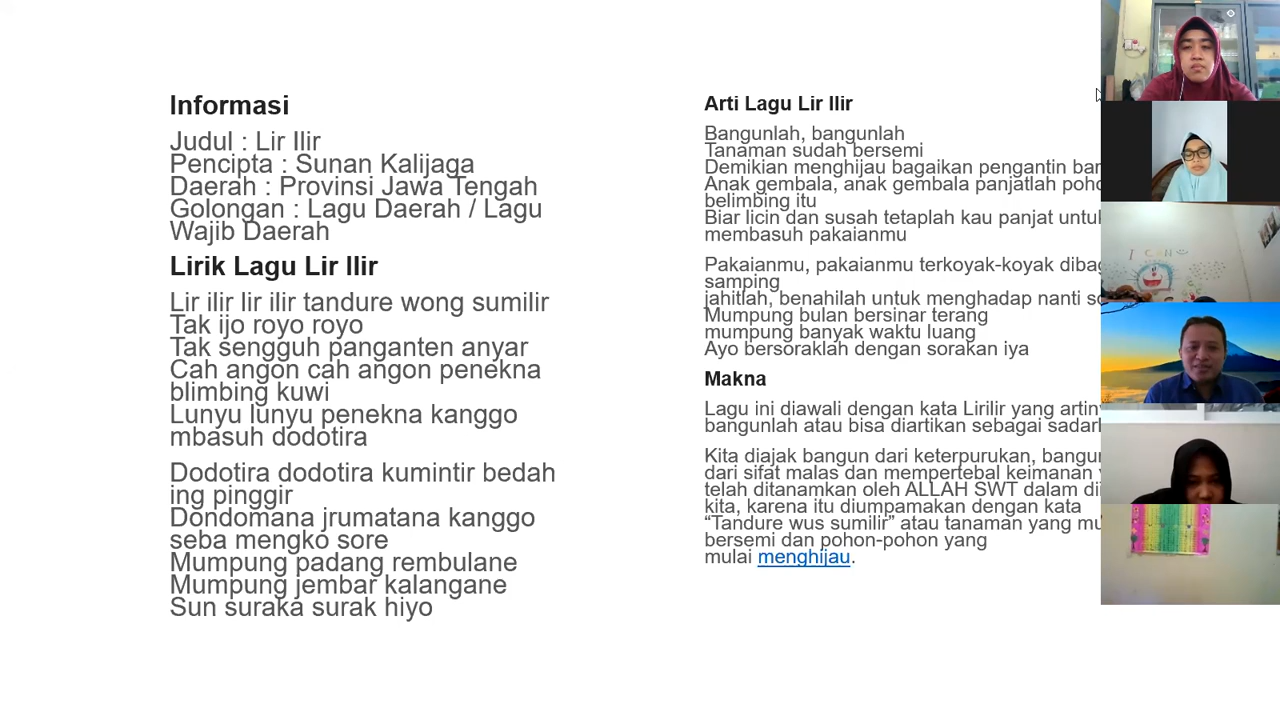 Informasi
Judul : Lir Ilir
Pencipta : Sunan Kalijaga
Daerah : Provinsi Jawa Tengah
Golongan : Lagu Daerah / Lagu
Wajib Daerah
Lirik Lagu Lir Ilir
Lir ilir lir ilir tandure wong sumilir
Tak ijo royo royo
Tak sengguh panganten anyar
Cah angon cah angon penekna
blimbing kuwi
Lunyu lunyu penekna kanggo
mbasuh dodotira
Dodotira dodotira kumintir bedah
ing pinggir
Dondomana jrumatana kanggo
seba mengko sore
Mumpung padang rembulane
Mumpung jembar kalangane
Sun suraka surak hiyo
Arti Lagu Lir Ilir
Bangunlah, bangunlah
Tanaman sudah bersemi
Demikian menghijau bagaikan pengantin
Anak gembala, anak gembala panjatlah
belimbing itu
Biar licin dan susah tetaplah kau panjat
membasuh pakaianmu
Pakaianmu, pakaianmu terkoyak-koyak
samping
jahitlah, benahilah untuk menghadap nanti
Mumpung bulan bersinar terang
mumpung banyak waktu luang
Ayo bersoraklah dengan sorakan iya
Makna
Lagu ini diawali dengan kata Lirilir yang
bangunlah atau bisa diartikan sebagai
Kita diajak bangun dari keterpurukan,
dari sifat malas dan mempertebal keimanan
telah ditanamkan oleh ALLAH SWT dalam
kita, karena itu diumpamakan dengan kata
“Tandure wus sumilir” atau tanaman yang
bersemi dan pohon-pohon yang
mulai menghijau.